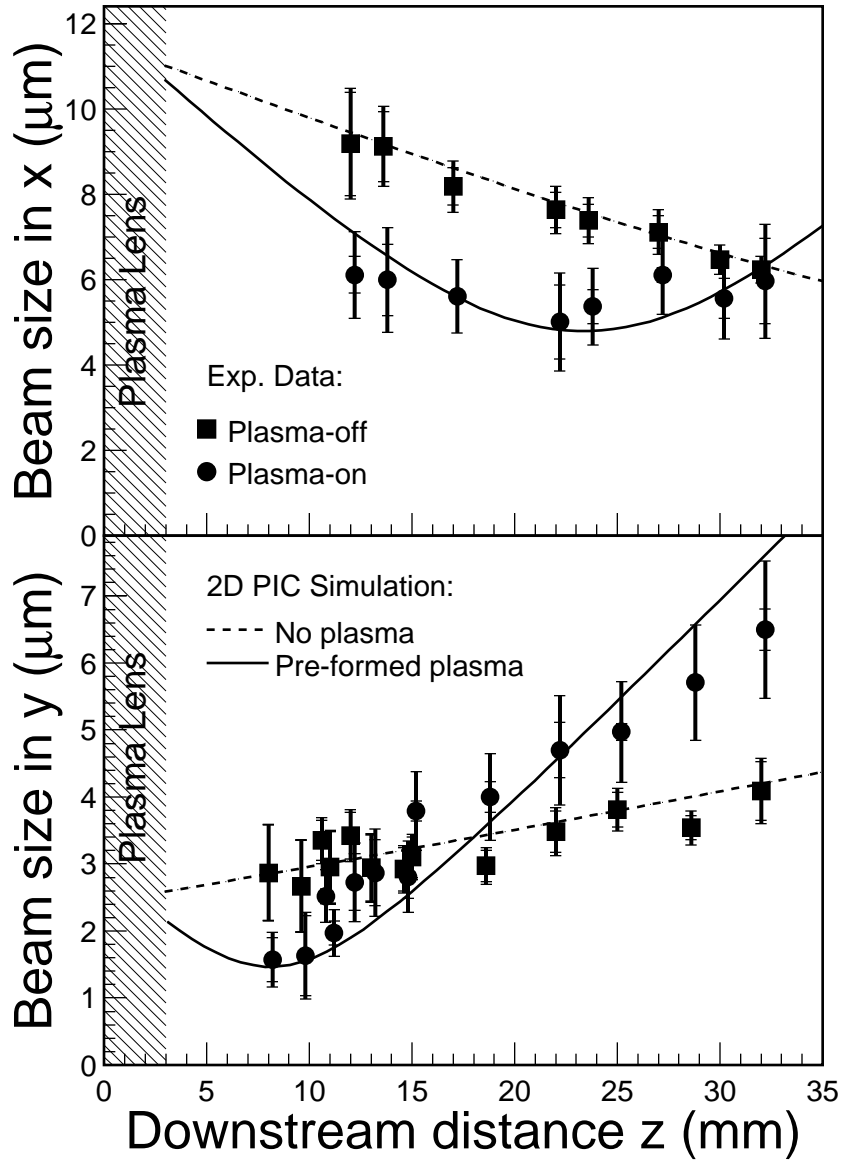 12
10
8
6
4
2
0
Beam size in x (μm)
Plasma Lens
Exp. Data:
Plasma-off
Plasma-on
7
6
5
4
3
2
1
0
Beam size in y (μm)
Plasma Lens
2D PIC Simulation:
No plasma
Pre-formed plasma
0 5 10 15 20 25 30 35
Downstream distance z (mm)